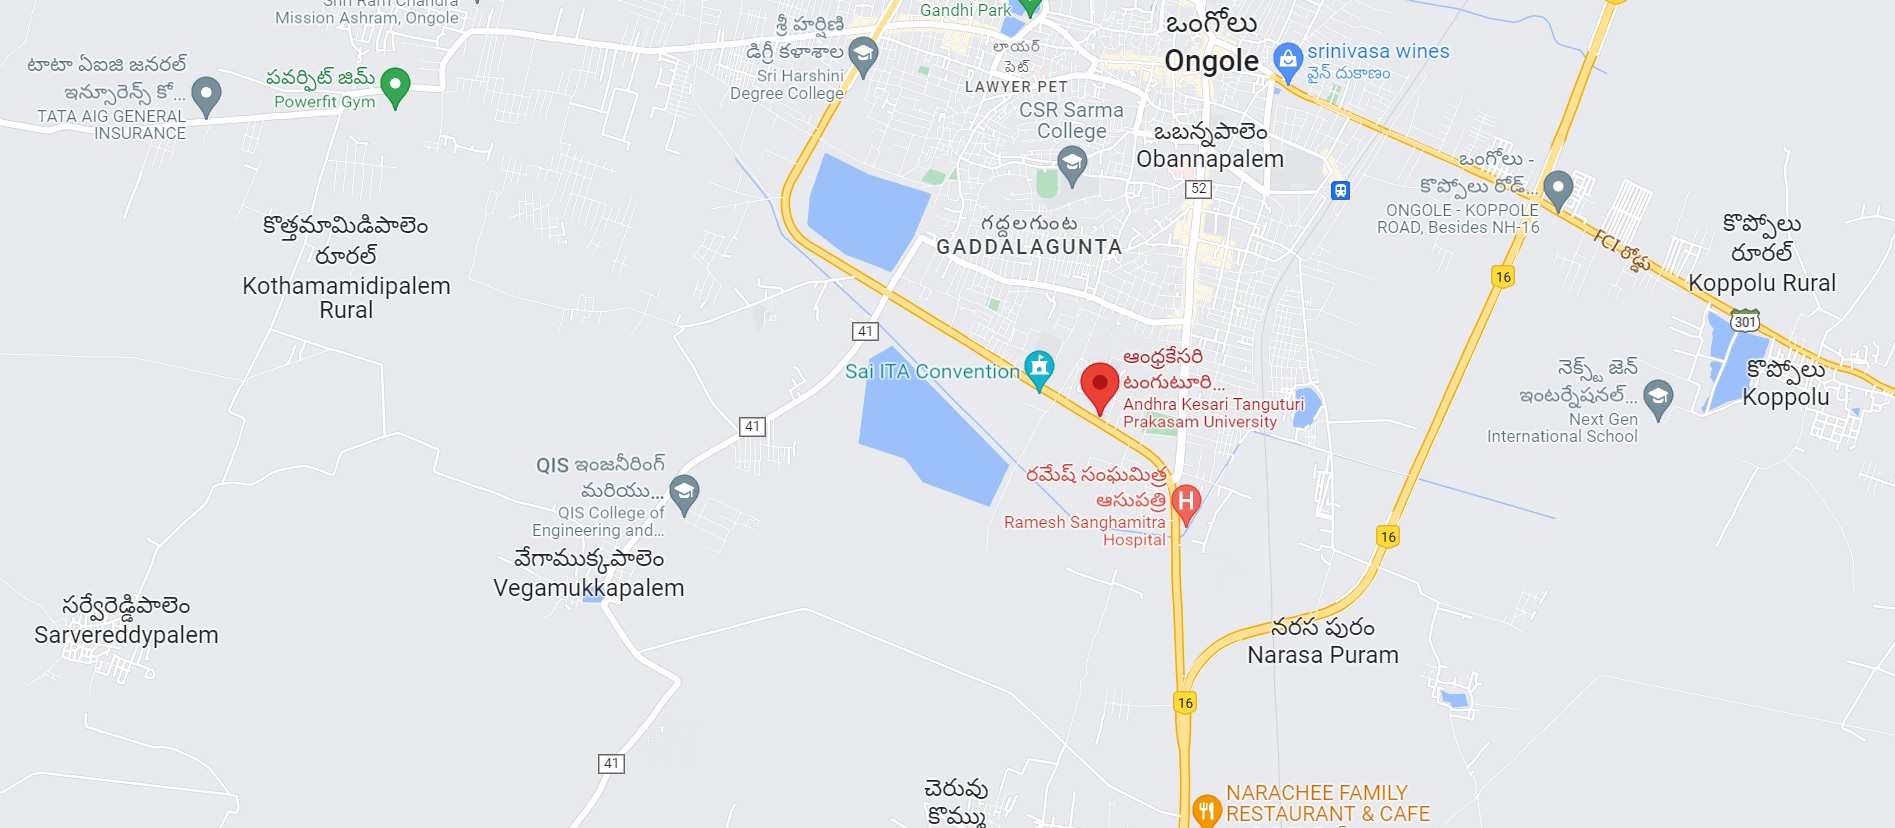 Shri Ram Chandra
Mission Ashram, Ongole
Gandhi Park
శ్రీ హర్షిణి
డిగ్రీ కళాశాల
Sri Harshini
Degree College
లాయర్
పెట్
LAWYER PET
ఒంగోలు
Ongole
srinivasa wines
వైన్ దుకాణం
టాటా ఏఐజి జనరల్
ఇన్సూరెన్స్ కో...
TATA AIG GENERAL
INSURANCE
పవర్ఫిట్ జిమ్
Powerfit Gym
CSR Sarma
College
ఒబన్నపాలెం
Obannapalem
52
ఒంగోలు -
కొప్పోలు రోడ్...
ONGOLE - KOPPOLE
ROAD, Besides NH-16
FCI రోడ్డు
కొప్పోలు
రూరల్
Koppolu Rural
కొత్తమామిడిపాలెం
రూరల్
Kothamamidipalem
Rural
గద్దలగుంట
GADDALAGUNTA
16
301
41
Sai ITA Convention
ఆంధ్రకేసరి
టంగుటూరి...
Andhra Kesari Tanguturi
Prakasam University
నెక్స్ట్ జెన్
ఇంటర్నేషనల్...
Next Gen
International School
కొప్పోలు
Koppolu
41
QIS ఇంజనీరింగ్
మరియు...
QIS College of
Engineering and...
రమేష్ సంఘమిత్ర
ఆసుపత్రి
Ramesh Sanghamitra
Hospital
H
16
వేగాముక్కపాలెం
Vegamukkapalem
సర్వేరెడ్డిపాలెం
Sarvereddypalem
నరస పురం
Narasa Puram
16
41
చెరువు
కొమ్ము
NARACHEE FAMILY
RESTAURANT & CAFE